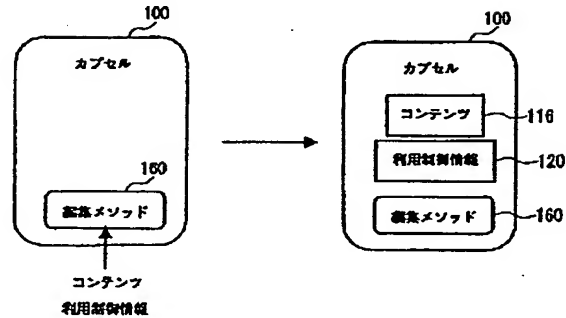 100
カプセル
160
編集メソッド
コンテンツ
利用制御情報
100
カプセル
コンテンツ
116
利用制御情報
120
編集メソッド
160